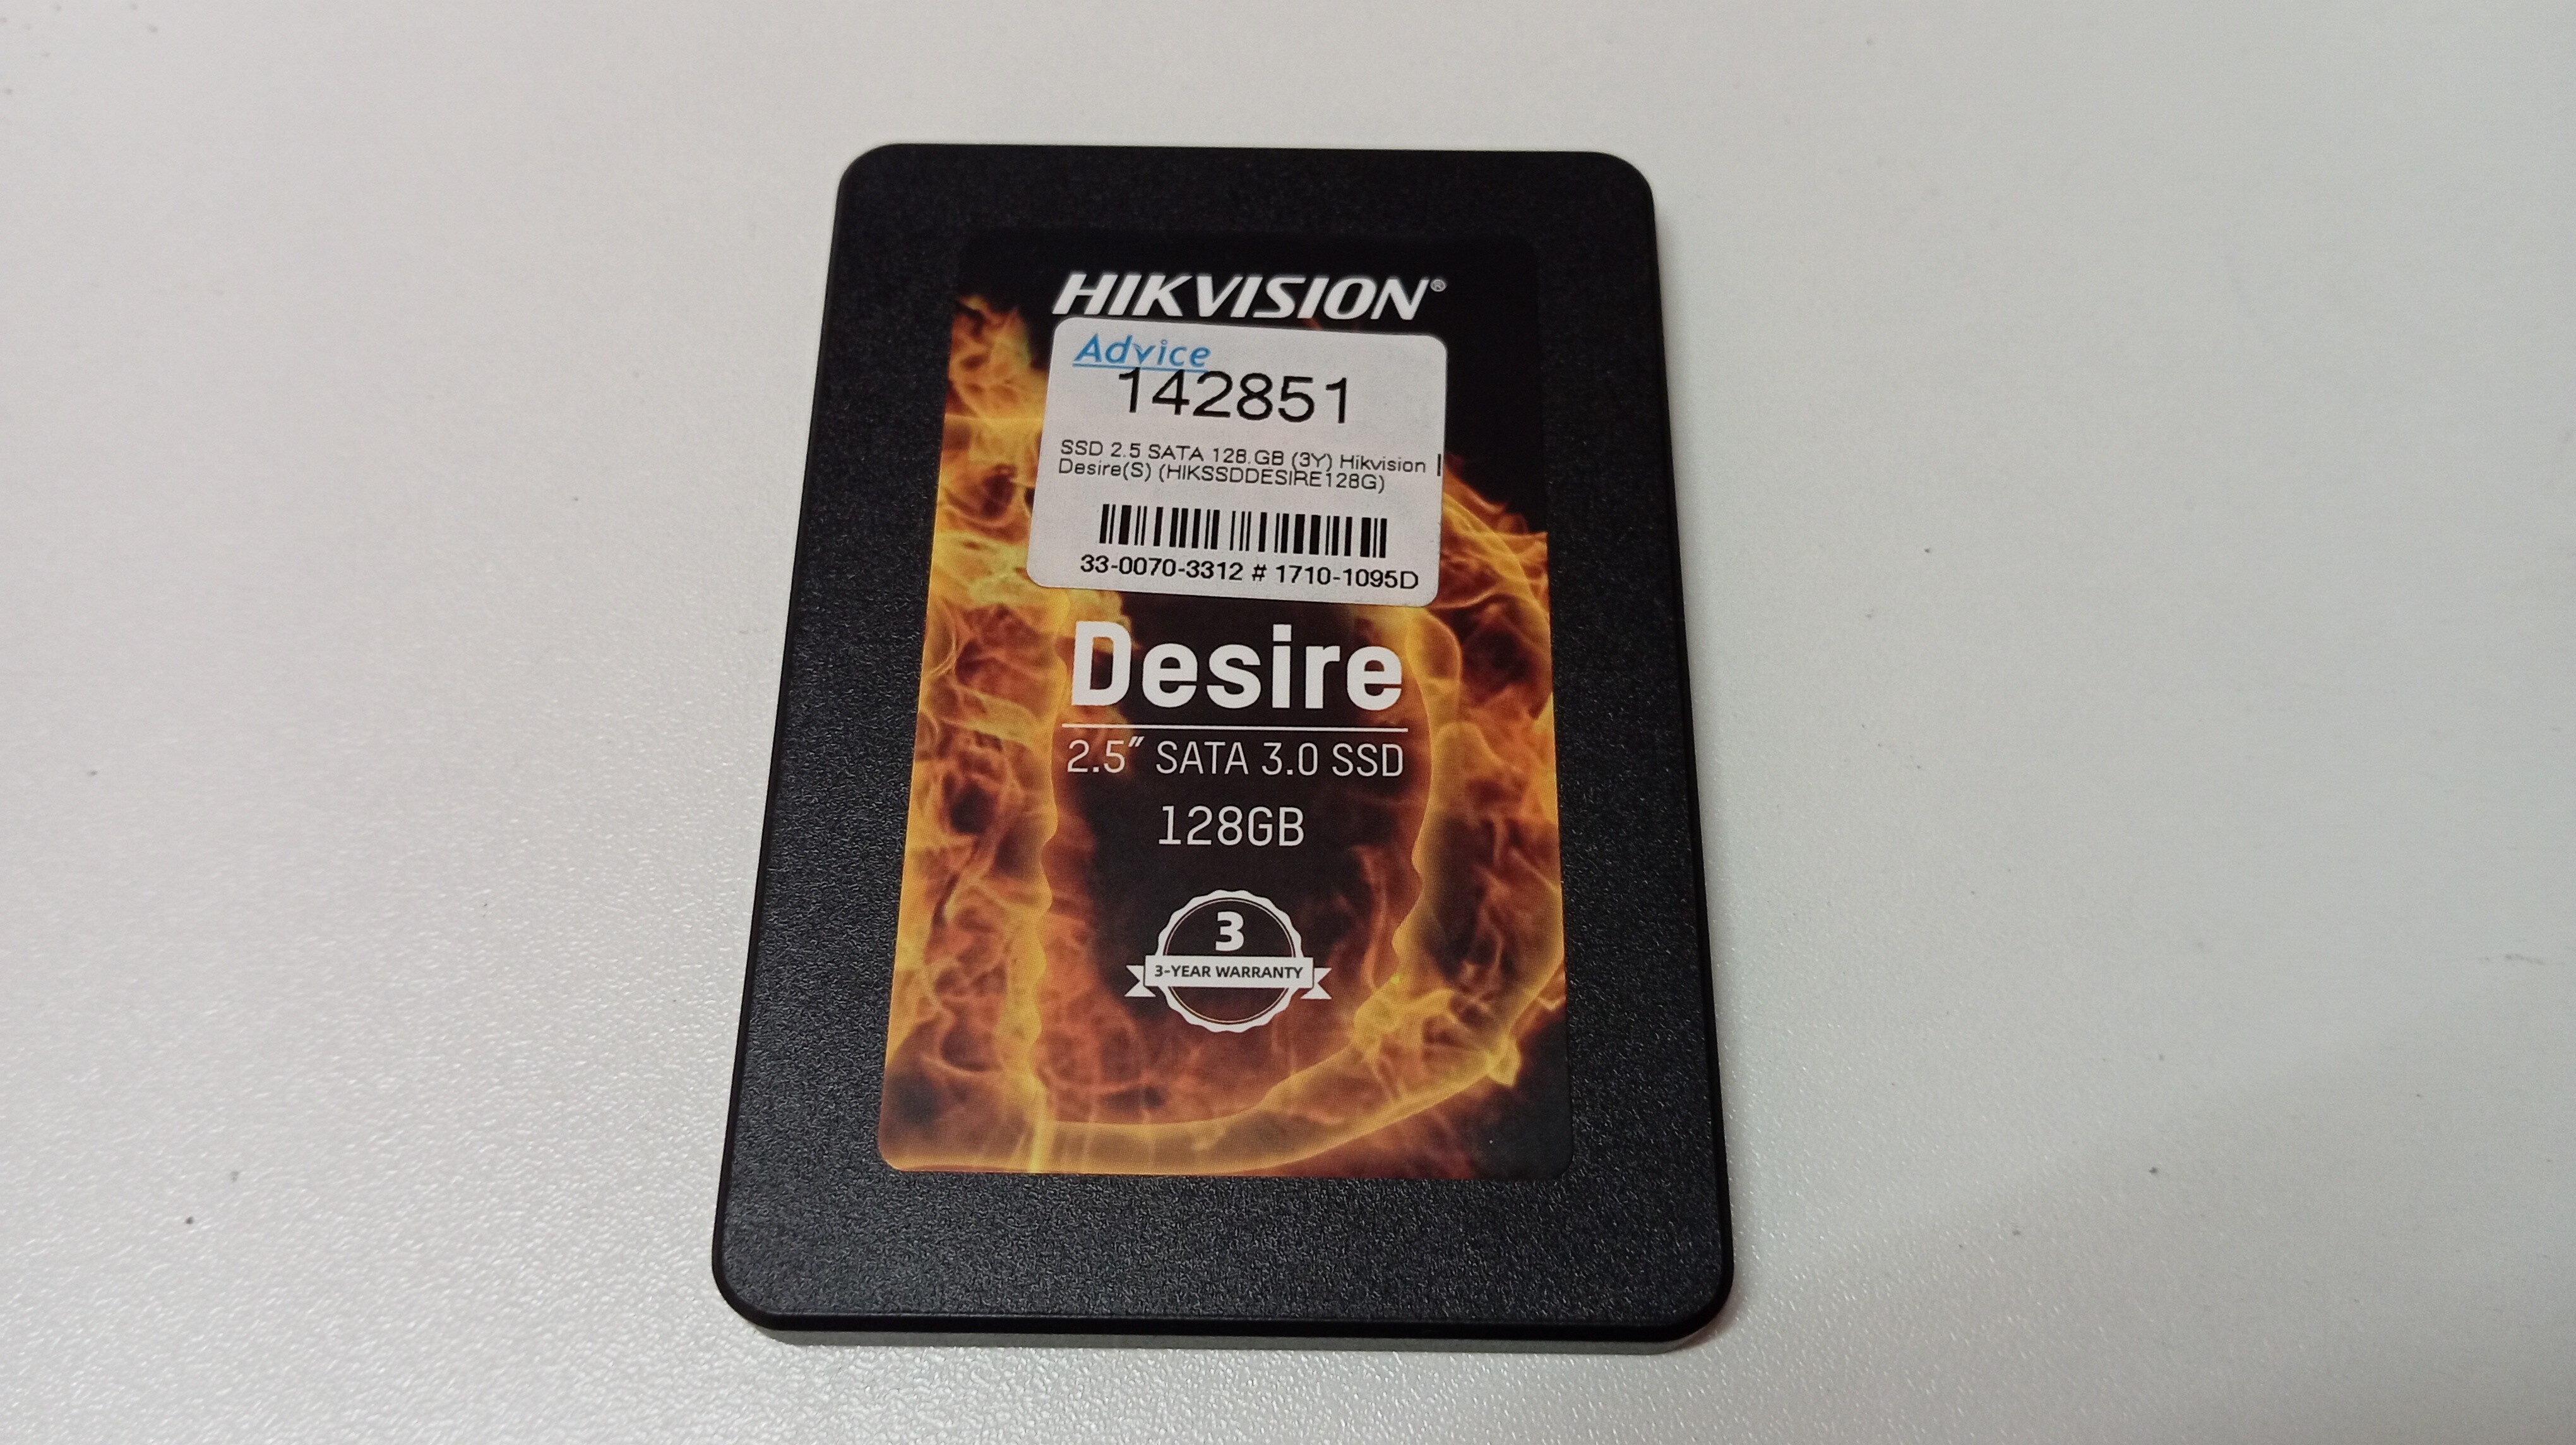 HIKVISION®
Advice
142851
SSD 2.5 SATA 128.GB (3Y) Hikvision |
Desire(S) (HIKSSDDESIRE128G)
33-0070-3312 # 1710-1095D
Desire
2.5″ SATA 3.0 SSD
128GB
3
3-YEAR WARRANTY